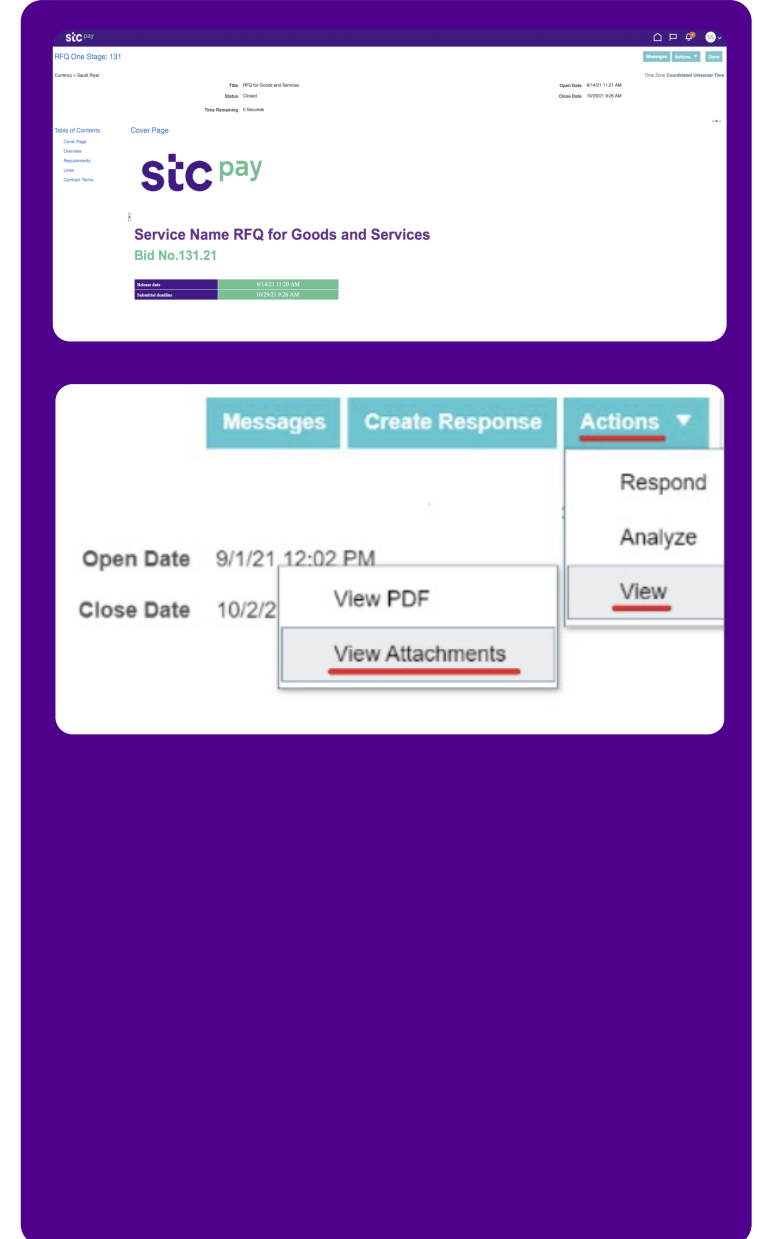 stc pay
SS
RFQ One Stage: 131
Messages Actions Done
Currency = Saudi Riyal
Time Zone Coordinated Universal Time
Title RFQ for Goods and Services
Open Date 9/14/21 11:21 AM
Status Closed
Close Date 10/29/21 9:26 AM
Time Remaining 0 Seconds
Table of Contents
Cover Page
Cover Page
Overview
Requirements
Lines
Contract Terms
stc pay
Service Name RFQ for Goods and Services
Bid No.131.21
Release date 9/14/21 11:20 AM
Submittal deadline 10/29/21 9:26 AM
Messages Create Response Actions
Respond
Analyze
View
Open Date 9/1/21 12:02 PM
Close Date 10/2/2
View PDF
View Attachments